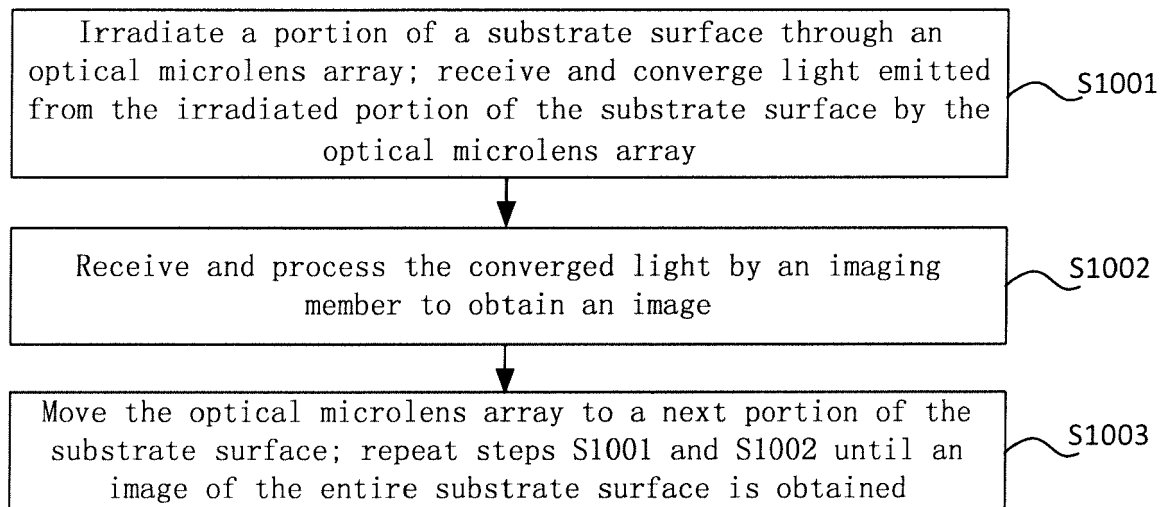 Irradiate a portion of a substrate surface through an
optical microlens array; receive and converge light emitted
from the irradiated portion of the substrate surface by the
optical microlens array
S1001
Receive and process the converged light by an imaging
member to obtain an image
S1002
Move the optical microlens array to a next portion of the
substrate surface; repeat steps S1001 and S1002 until an
image of the entire substrate surface is obtained
S1003